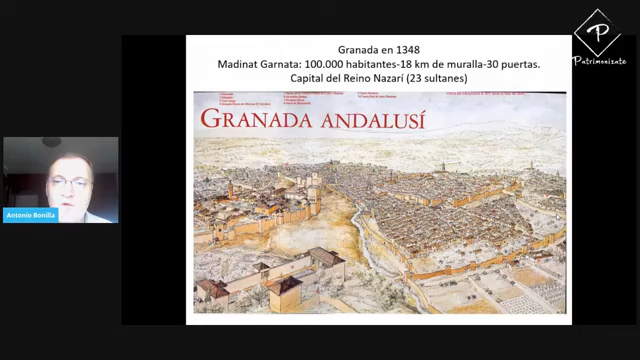 Granada en 1348
Madinat Garnata: 100.000 habitantes-18 km de muralla-30 puertas.
Capital del Reino Nazarí (23 sultanes)
GRANADA ANDALUSÍ
Antonio Bonilla
P
Patrimonízate